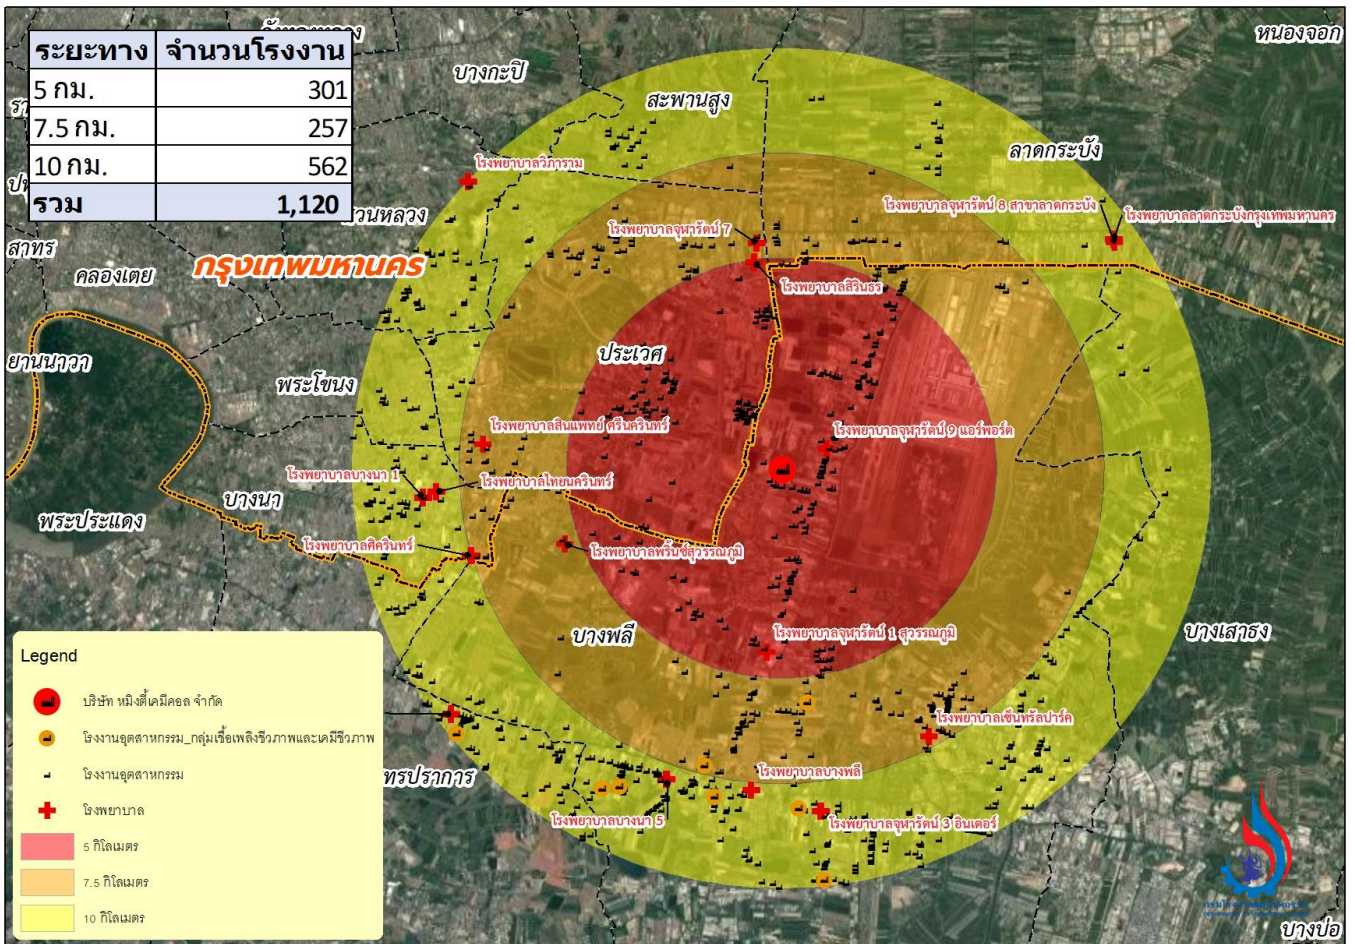 ระยะทาง จำนวนโรงงาน
5 กม. 301
7.5 กม. 257
10 กม. 562
รวม 1,120
หนองจอก
บางกะปิ
สะพานสูง
ลาดกระบัง
โรงพยาบาลวิภาราม
โรงพยาบาลจุฬารัตน์ 8 สาขาลาดกระบัง
โรงพยาบาลลาดกระบังกรุงเทพมหานคร
วนหลวง
โรงพยาบาลจุฬารัตน์ 7
สาทร
คลองเตย
กรุงเทพมหานคร
โรงพยาบาลสิรินธร
ยานนาวา
ประเวศ
พระโขนง
โรงพยาบาลสินแพทย์ ศรีนครินทร์
โรงพยาบาลจุฬารัตน์ 9 แอร์พอร์ต
โรงพยาบาลบางนา 1
โรงพยาบาลไทยนครินทร์
บางนา
พระประแดง
โรงพยาบาลศิครินทร์
โรงพยาบาลพริ้นซ์สุวรรณภูมิ
บางพลี
โรงพยาบาลจุฬารัตน์ 1 สุวรรณภูมิ
บางเสาธง
โรงพยาบาลเซ็นทรัลปาร์ค
ทรปราการ
โรงพยาบาลบางพลี
โรงพยาบาลบางนา 5
โรงพยาบาลจุฬารัตน์ 3 อินเตอร์
Legend
บริษัท หมิงตี้เคมีคอล จำกัด
โรงงานอุตสาหกรรม_กลุ่มเชื้อเพลิงชีวภาพและเคมีชีวภาพ
โรงงานอุตสาหกรรม
โรงพยาบาล
5 กิโลเมตร
7.5 กิโลเมตร
10 กิโลเมตร
บางบ่อ